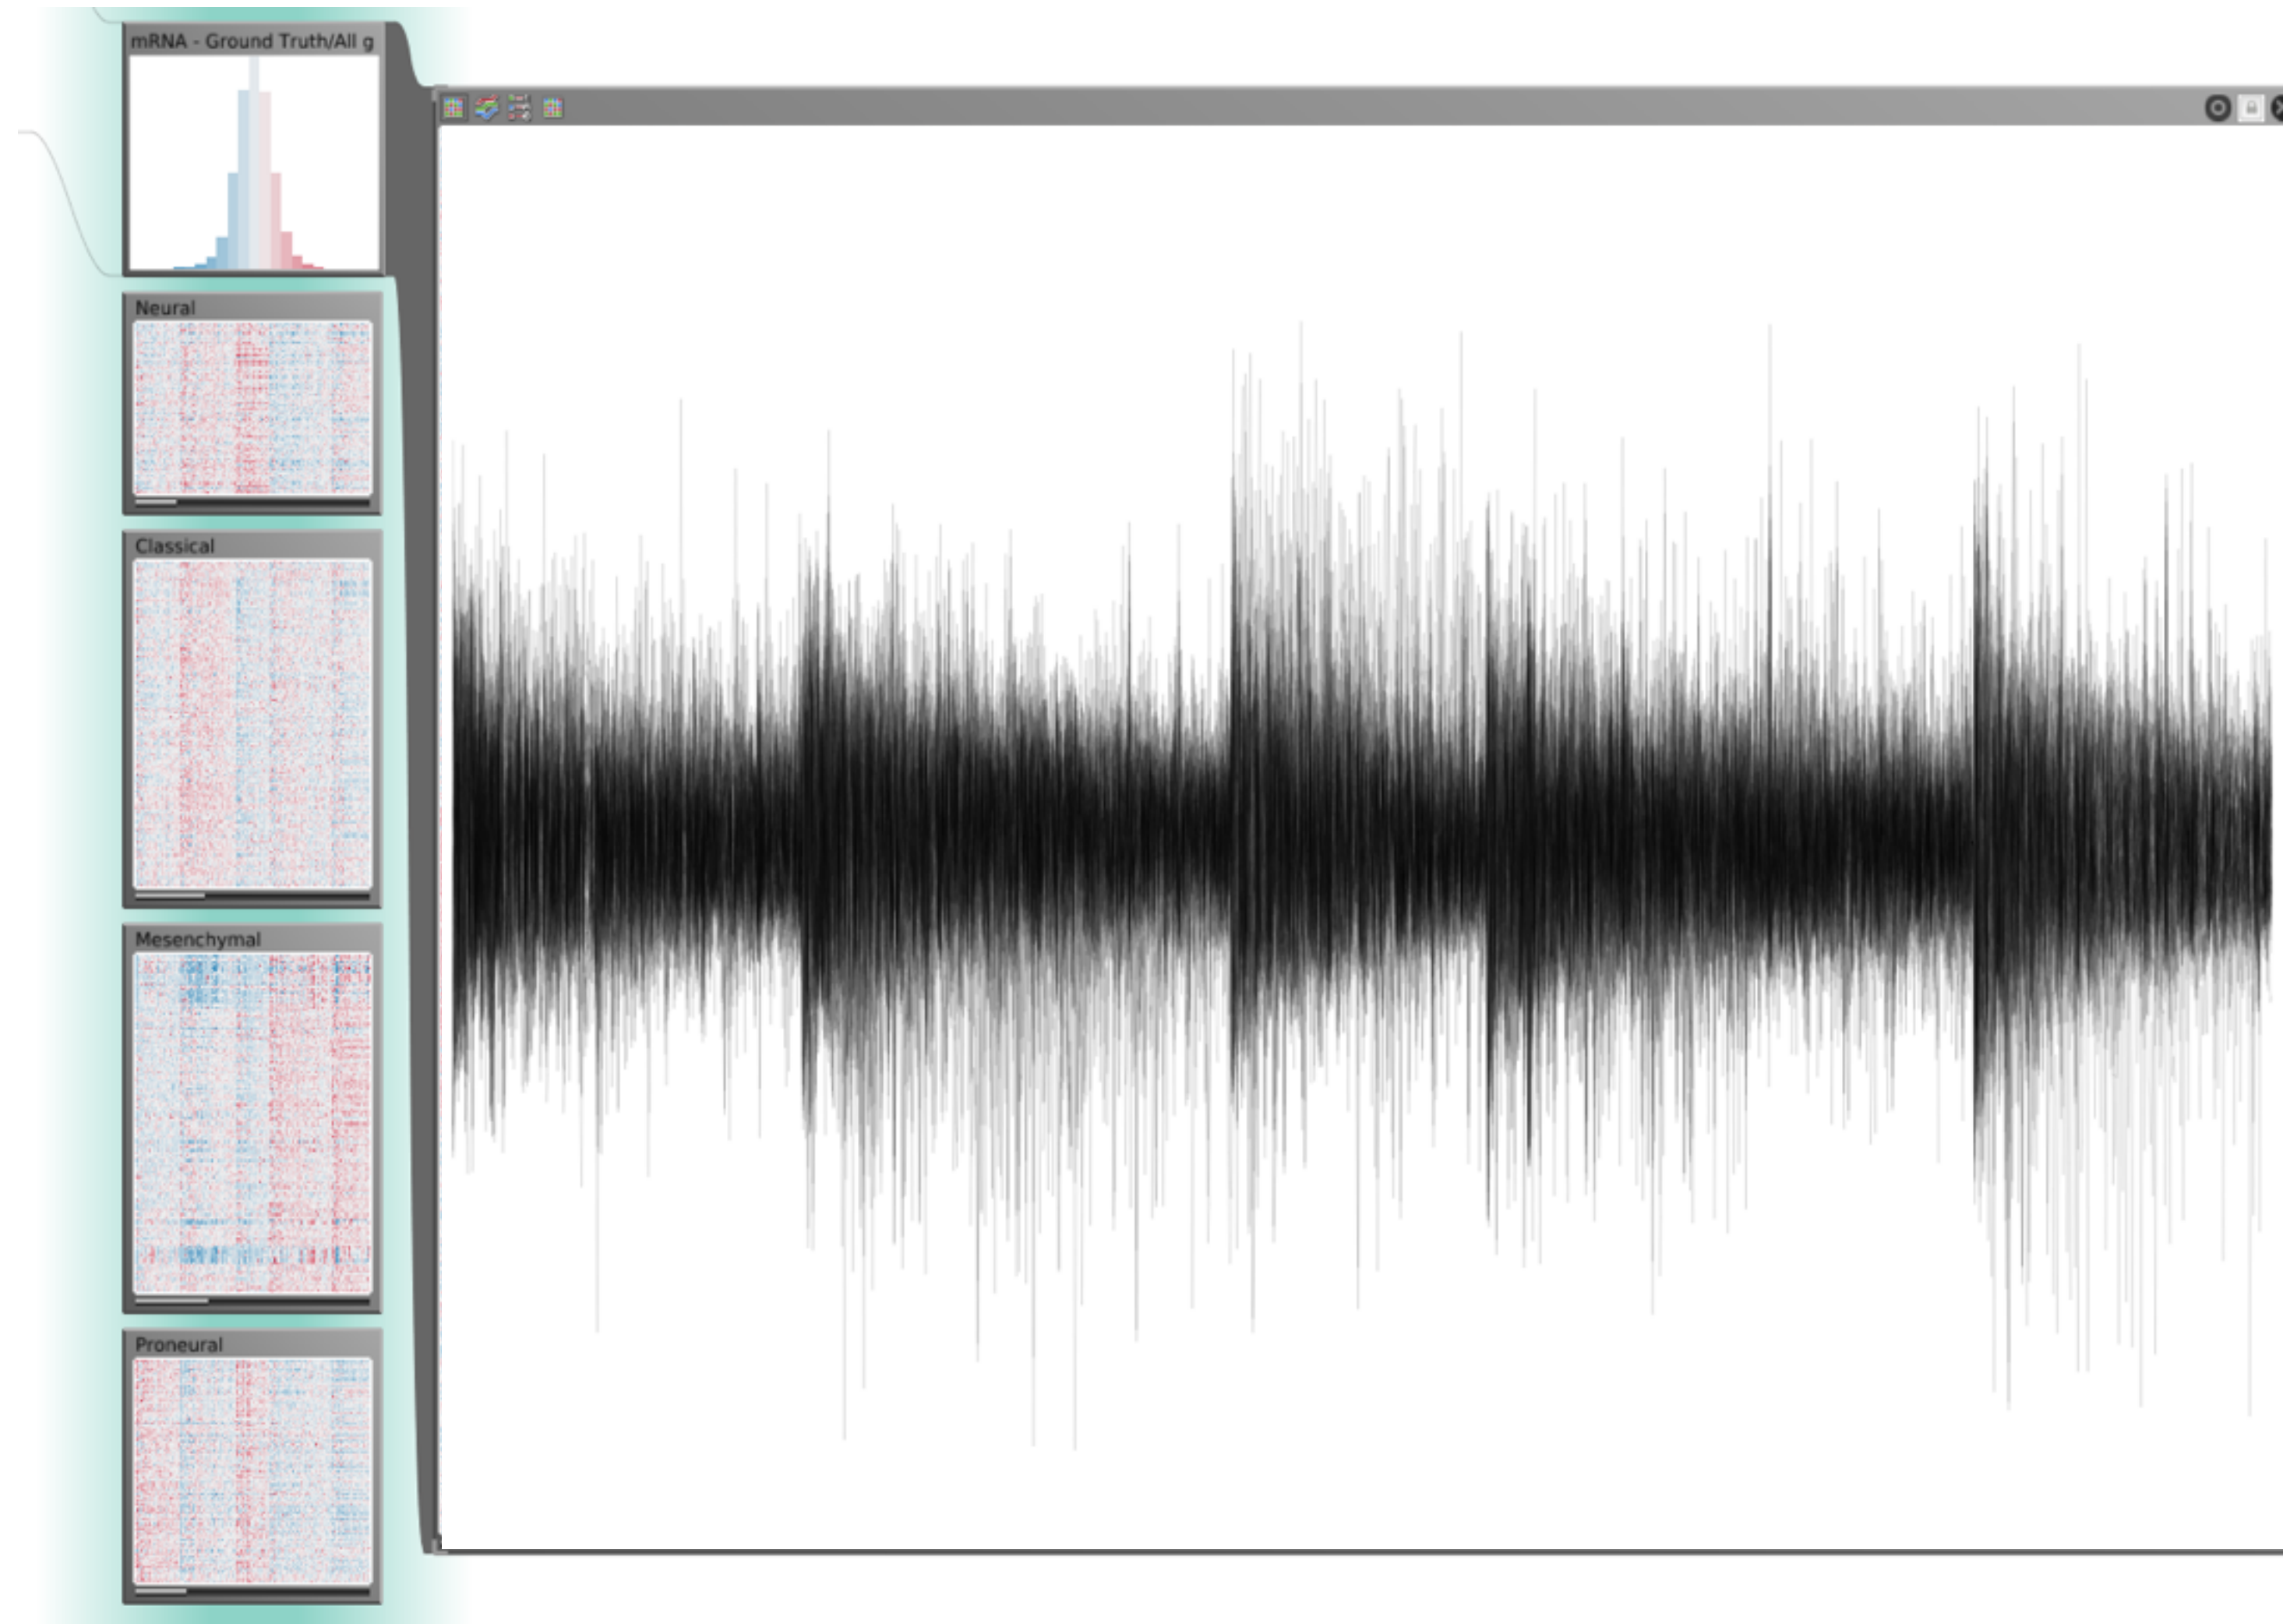 mRNA - Ground Truth/All g
Neural
Classical
Mesenchymal
Proneural